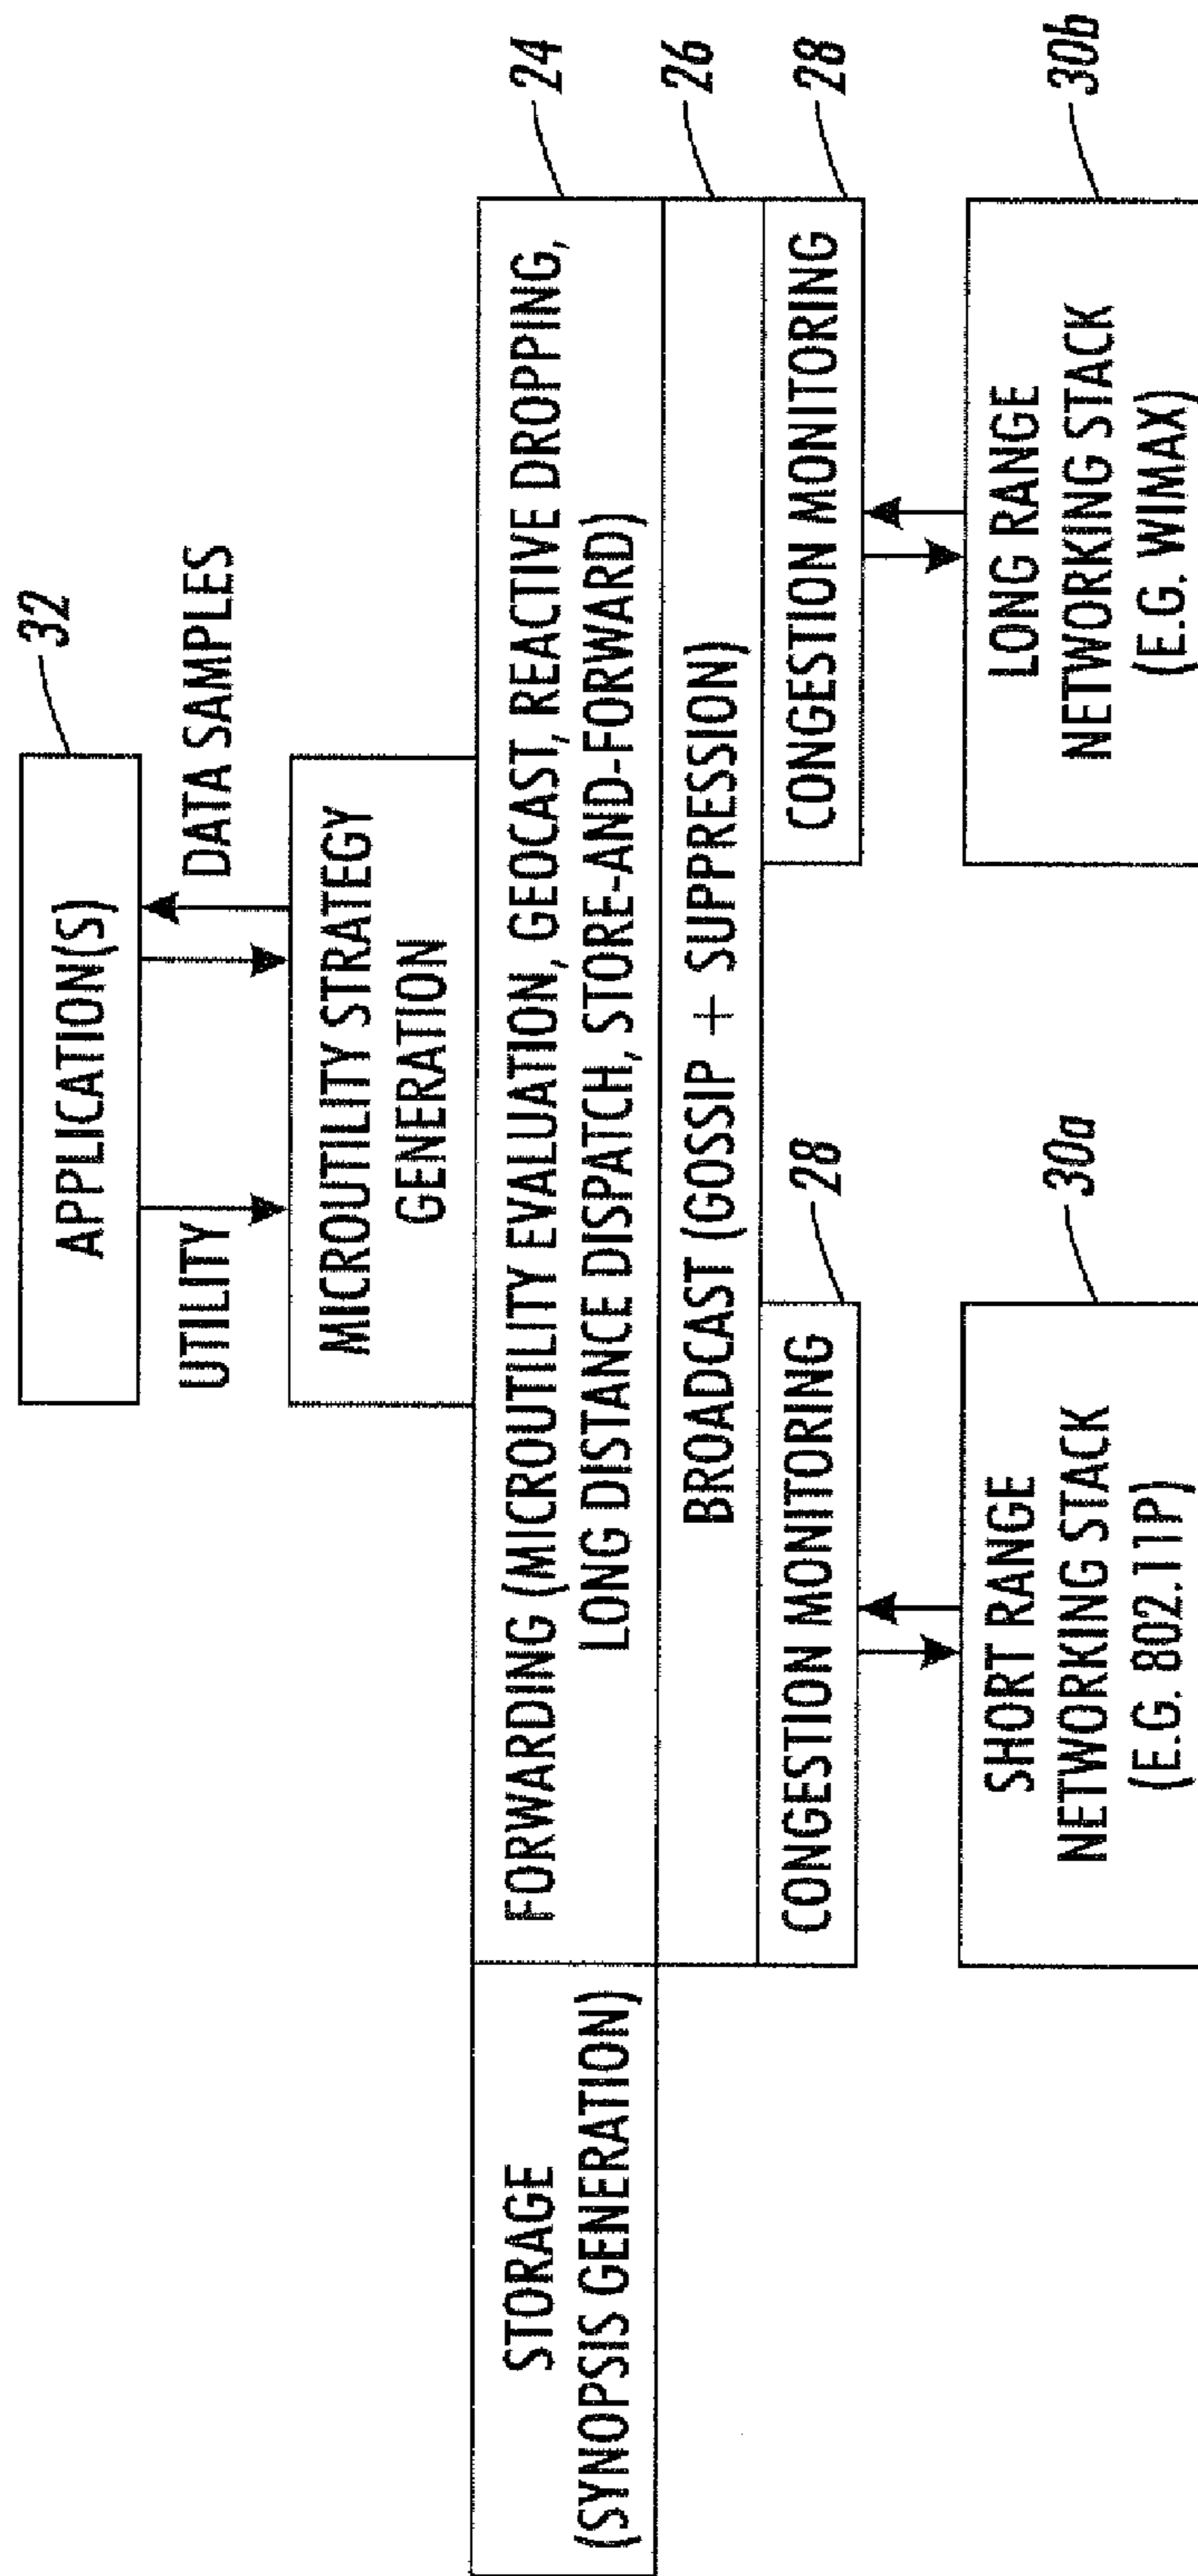 32
APPLICATION(S)
UTILITY
DATA SAMPLES
MICROUTILITY STRATEGY
GENERATION
STORAGE
(SYNOPSIS GENERATION)
FORWARDING (MICROUTILITY EVALUATION, GEOCAST, REACTIVE DROPPING,
LONG DISTANCE DISPATCH, STORE-AND-FORWARD)
24
BROADCAST (GOSSIP + SUPPRESSION)
26
CONGESTION MONITORING
28
CONGESTION MONITORING
28
SHORT RANGE
NETWORKING STACK
(E.G. 802.11P)
30a
LONG RANGE
NETWORKING STACK
(E.G. WIMAX)
30b